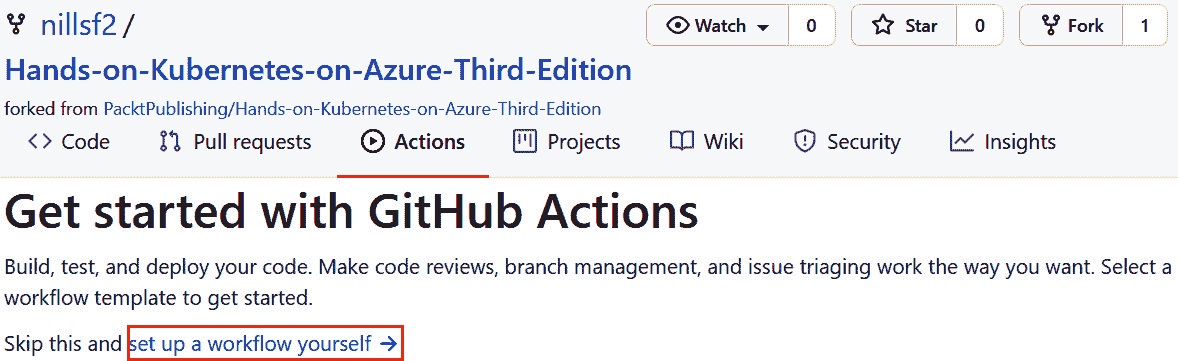 nillsf2 /
Watch 0
Star 0
Fork 1
Hands-on-Kubernetes-on-Azure-Third-Edition
forked from PacktPublishing/Hands-on-Kubernetes-on-Azure-Third-Edition
Code Pull requests Actions Projects Wiki Security Insights
Get started with GitHub Actions
Build, test, and deploy your code. Make code reviews, branch management, and issue triaging work the way you want. Select a
workflow template to get started.
Skip this and set up a workflow yourself →